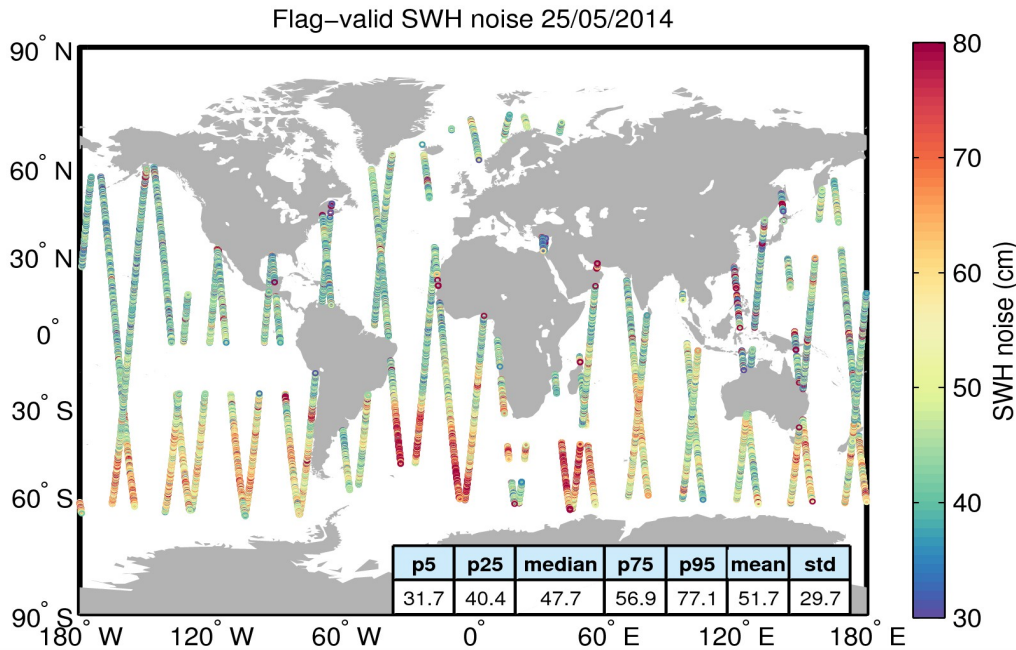 Flag−valid SWH noise 25/05/2014
90° N
60° N
30° N
0°
30° S
60° S
90° S
180° W
120° W
60° W
0°
60° E
120° E
180° E
p5 p25 median p75 p95 mean std
31.7 40.4 47.7 56.9 77.1 51.7 29.7
80
70
60
50
40
30
SWH noise (cm)